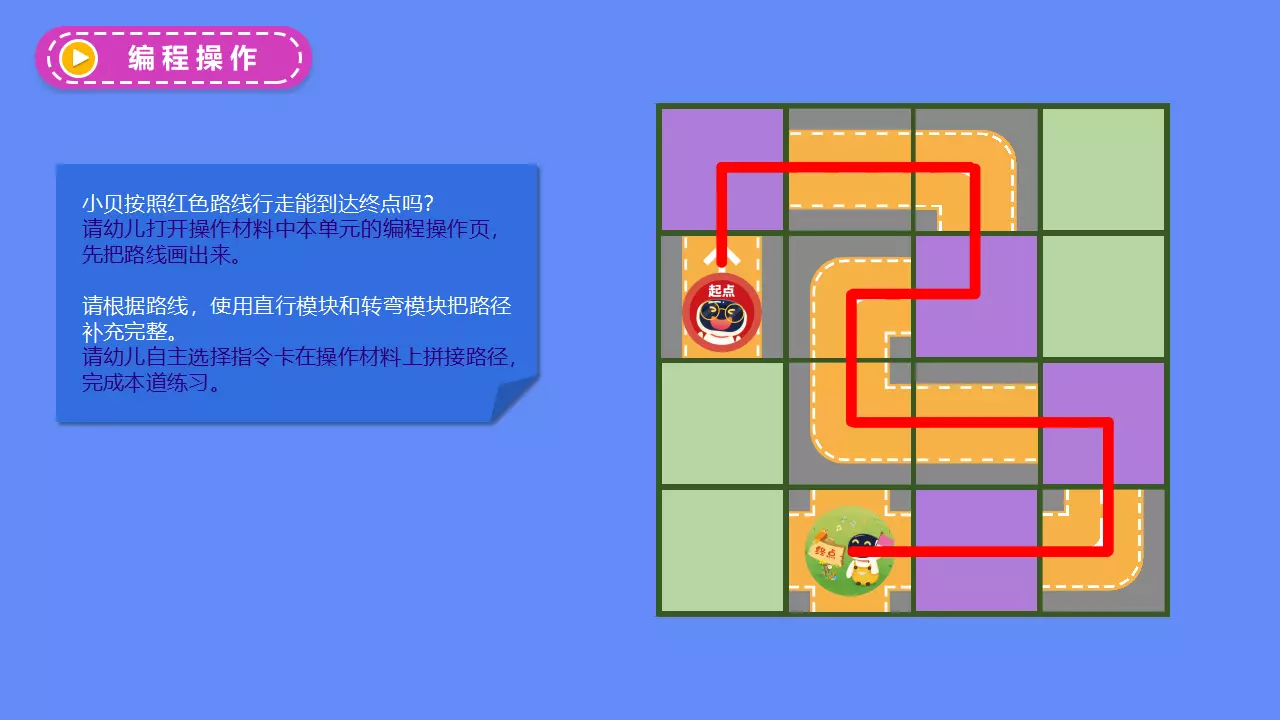 编程操作
小贝按照红色路线行走能到达终点吗?
请幼儿打开操作材料中本单元的编程操作页,
先把路线画出来。
请根据路线，使用直行模块和转弯模块把路径
补充完整。
请幼儿自主选择指令卡在操作材料上拼接路径,
完成本道练习。
起点
终点